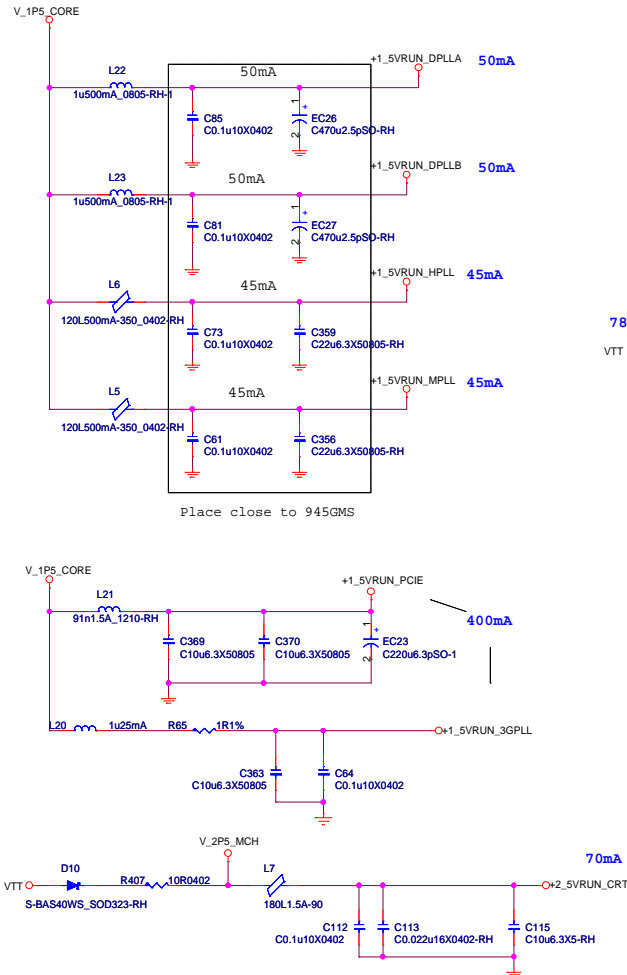 V_1P5_CORE
+1_5VRUN_DPLLA 50mA
L22
50mA
1u500mA_0805-RH-1
C85
C0.1u10X0402
1
+
2
EC26
C470u2.5pSO-RH
+1_5VRUN_DPLLB 50mA
L23
50mA
1u500mA_0805-RH-1
C81
C0.1u10X0402
1
+
2
EC27
C470u2.5pSO-RH
+1_5VRUN_HPLL 45mA
L6
45mA
120L500mA-350_0402-RH
C73
C0.1u10X0402
C359
C22u6.3X50805-RH
78
VTT
+1_5VRUN_MPLL 45mA
L5
45mA
120L500mA-350_0402-RH
C61
C0.1u10X0402
C356
C22u6.3X50805-RH
Place close to 945GMS
V_1P5_CORE
+1_5VRUN_PCIE
L21
91n1.5A_1210-RH
400mA
C369
C10u6.3X50805
C370
C10u6.3X50805
1
+
2
EC23
C220u6.3pSO-1
L20 1u25mA R65 1R1% +1_5VRUN_3GPLL
C363
C10u6.3X50805
C64
C0.1u10X0402
V_2P5_MCH
70mA
D10
L7
VTT R407 10R0402 +2_5VRUN_CRT
S-BAS40WS_SOD323-RH
180L1.5A-90
C112
C0.1u10X0402
C113
C0.022u16X0402-RH
C115
C10u6.3X5-RH